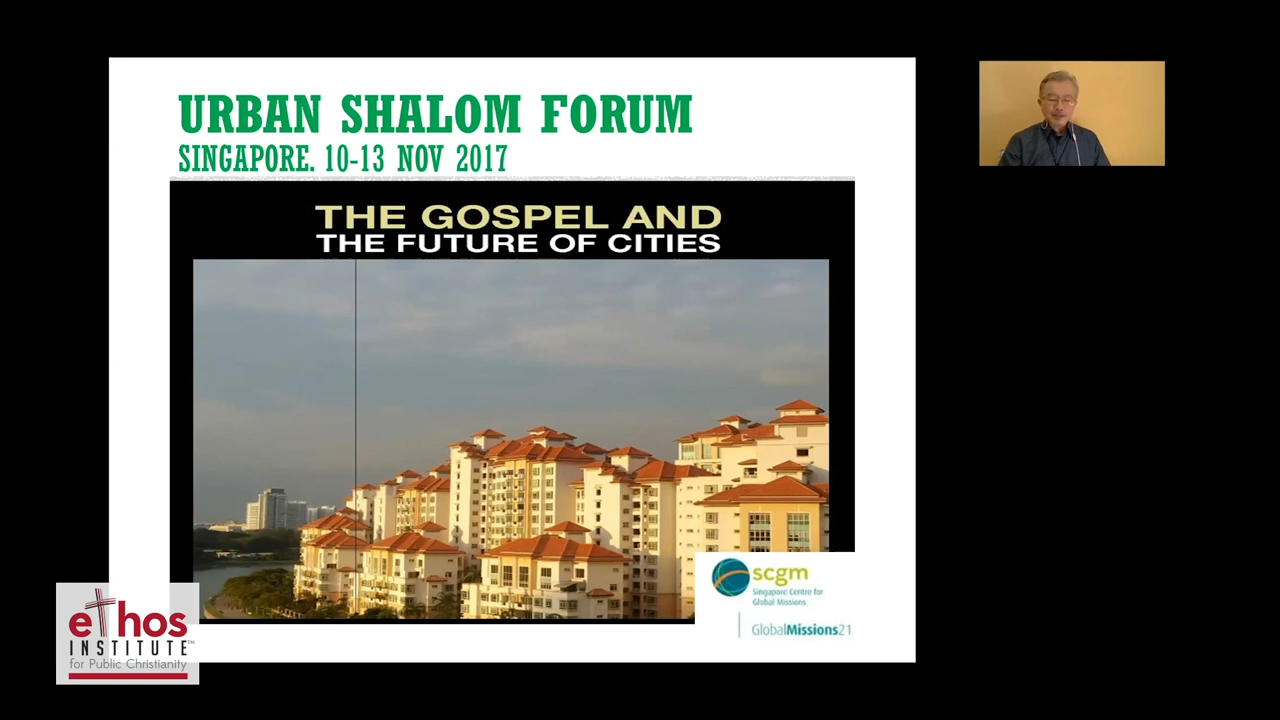 URBAN SHALOM FORUM
SINGAPORE. 10-13 NOV 2017
THE GOSPEL AND
THE FUTURE OF CITIES
scgm
Singapore Centre for
Global Missions
GlobalMissions21
ethos
INSTITUTE™
for Public Christianity